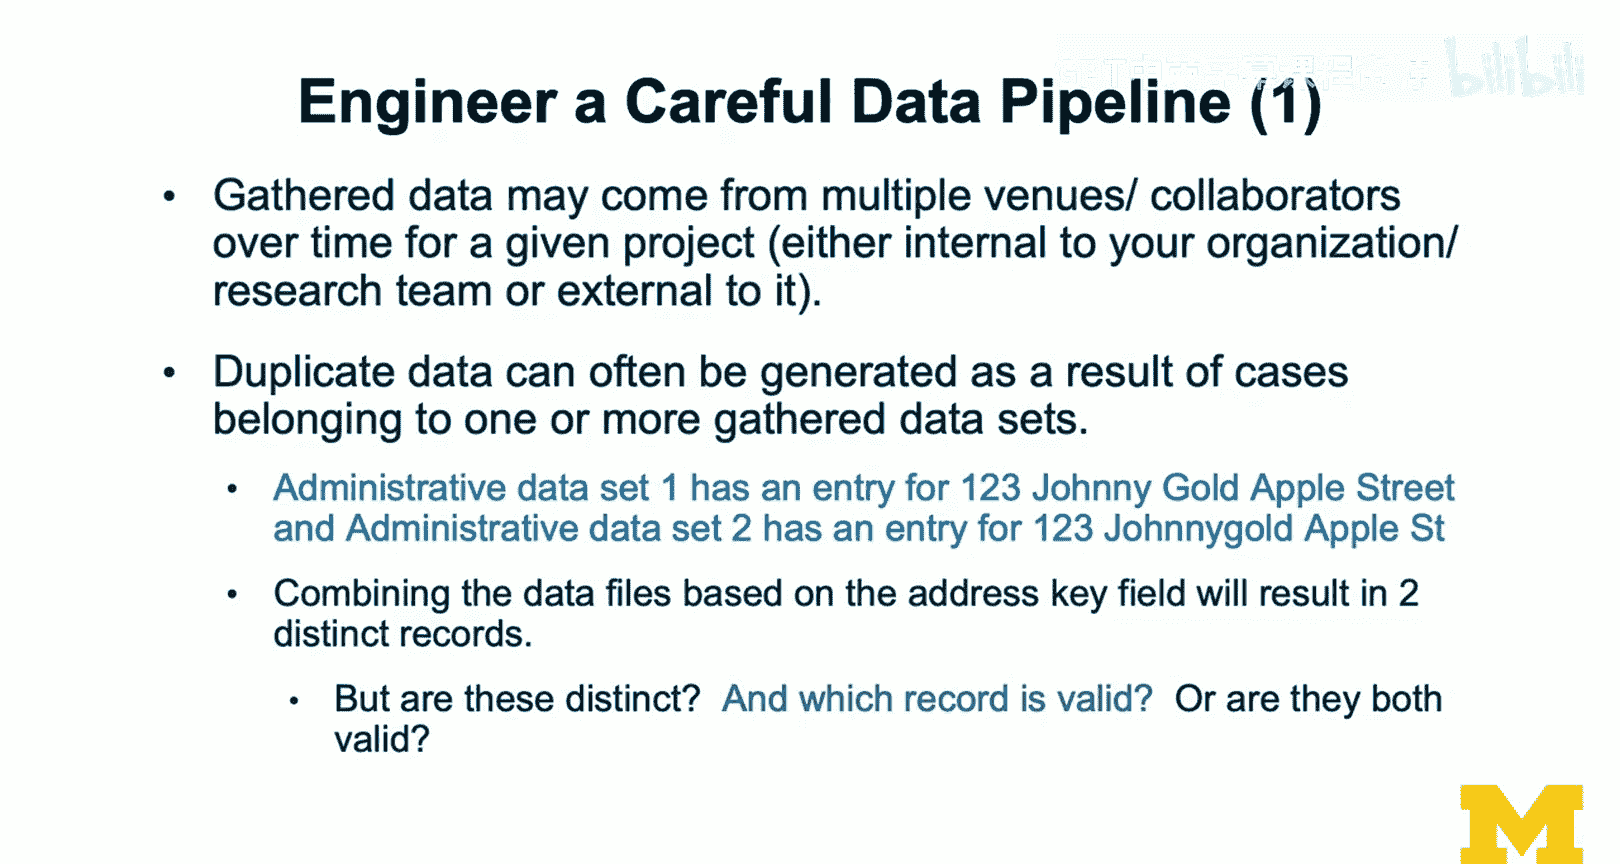 Engineer a Careful Data Pipeline (1)
bilibili
• Gathered data may come from multiple venues/ collaborators
over time for a given project (either internal to your organization/
research team or external to it).
• Duplicate data can often be generated as a result of cases
belonging to one or more gathered data sets.
• Administrative data set 1 has an entry for 123 Johnny Gold Apple Street
and Administrative data set 2 has an entry for 123 Johnnygold Apple St
• Combining the data files based on the address key field will result in 2
distinct records.
• But are these distinct? And which record is valid? Or are they both
valid?
M